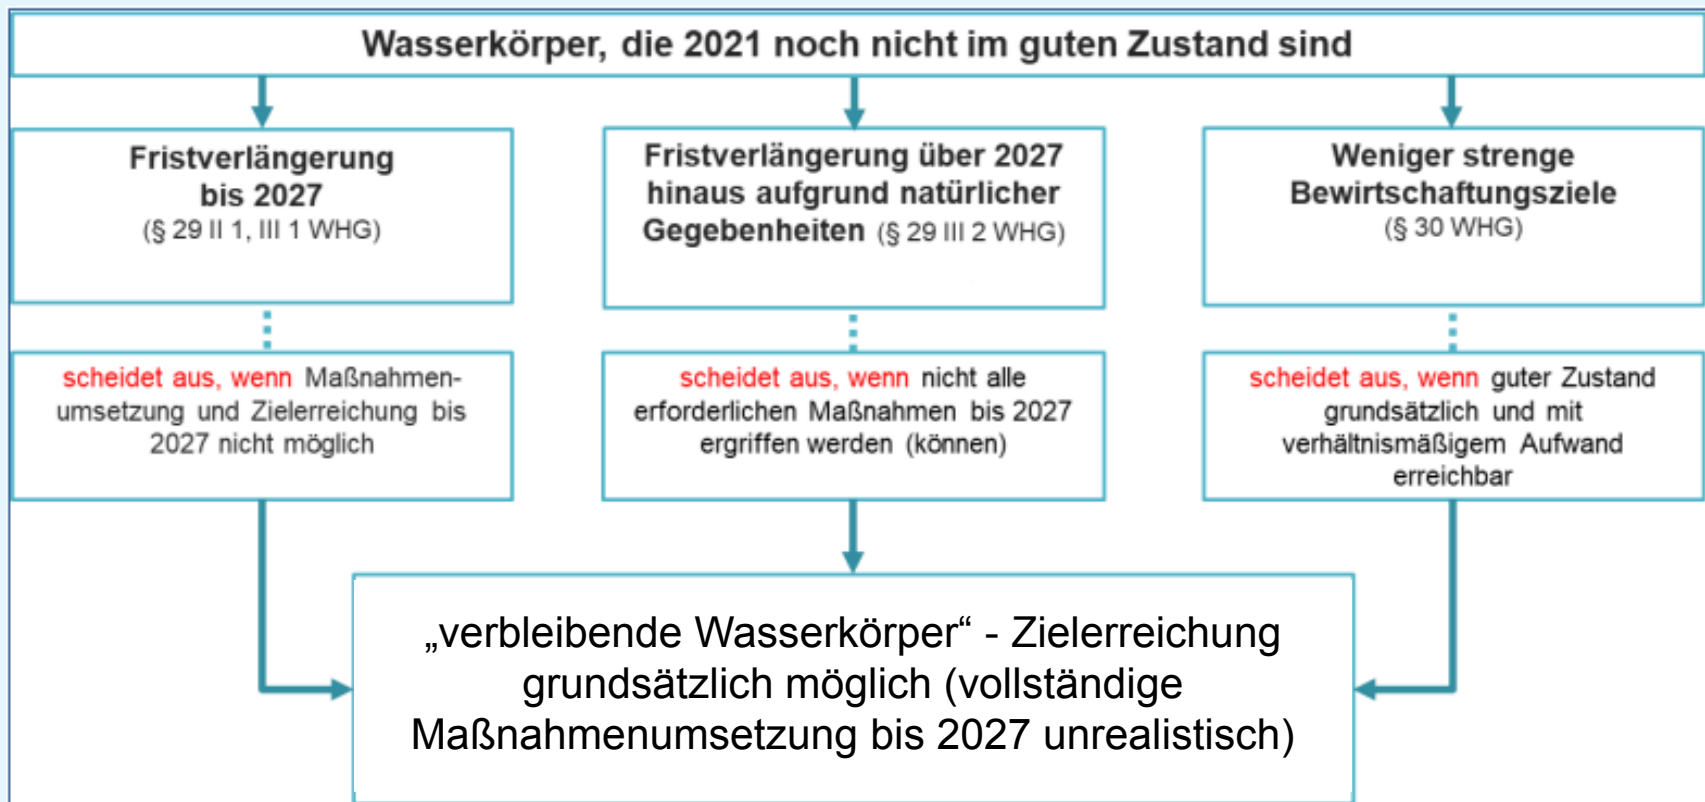 Wasserkörper, die 2021 noch nicht im guten Zustand sind
Fristverlängerung
bis 2027
(§ 29 II 1, III 1 WHG)
Fristverlängerung über 2027
hinaus aufgrund natürlicher
Gegebenheiten (§ 29 III 2 WHG)
Weniger strenge
Bewirtschaftungsziele
(§ 30 WHG)
scheidet aus, wenn Maßnahmen-
umsetzung und Zielerreichung bis
2027 nicht möglich
scheidet aus, wenn nicht alle
erforderlichen Maßnahmen bis 2027
ergriffen werden (können)
scheidet aus, wenn guter Zustand
grundsätzlich und mit
verhältnismäßigem Aufwand
erreichbar
„verbleibende Wasserkörper“ - Zielerreichung
grundsätzlich möglich (vollständige
Maßnahmenumsetzung bis 2027 unrealistisch)